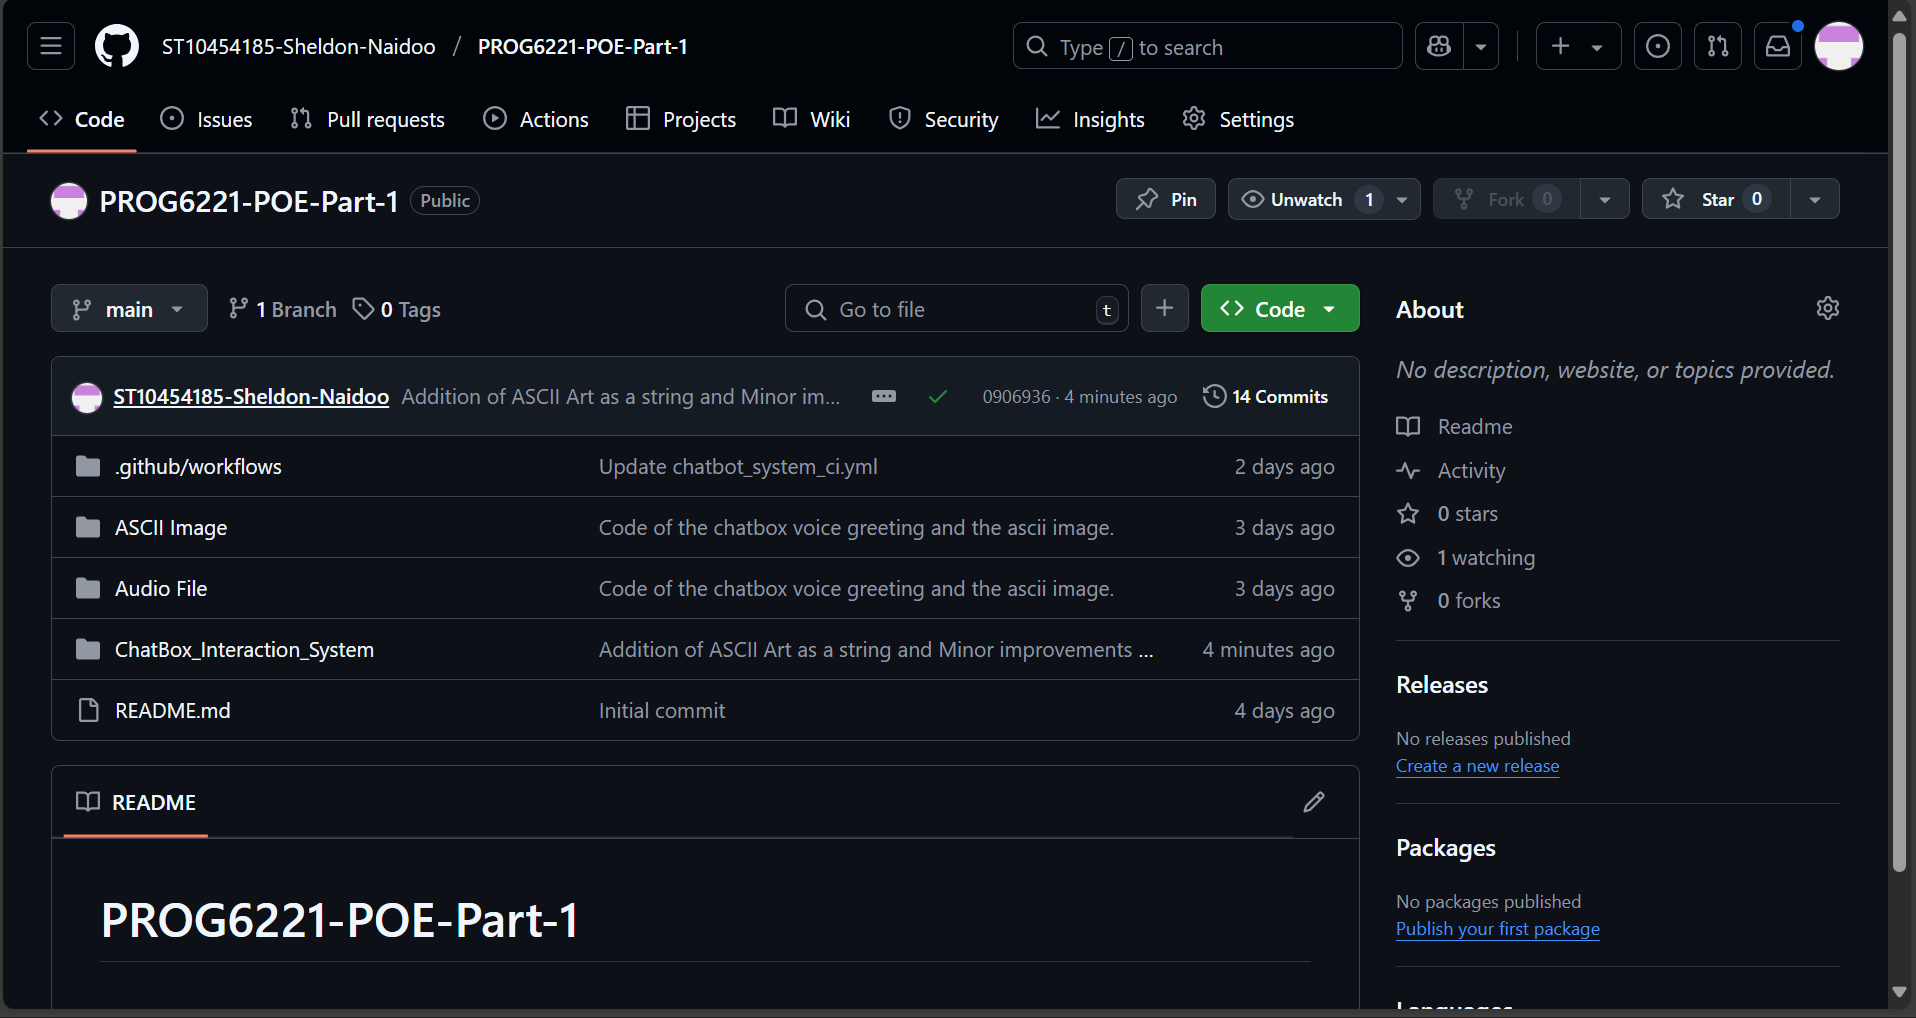 ST10454185-Sheldon-Naidoo / PROG6221-POE-Part-1
Type / to search
Code
Issues
Pull requests
Actions
Projects
Wiki
Security
Insights
Settings
PROG6221-POE-Part-1 Public
Pin
Unwatch 1
Fork 0
Star 0
main
1 Branch
0 Tags
Go to file t
Code
ST10454185-Sheldon-Naidoo Addition of ASCII Art as a string and Minor im... 0906936 · 4 minutes ago 14 Commits
.github/workflows Update chatbot_system_ci.yml 2 days ago
ASCII Image Code of the chatbox voice greeting and the ascii image. 3 days ago
Audio File Code of the chatbox voice greeting and the ascii image. 3 days ago
ChatBox_Interaction_System Addition of ASCII Art as a string and Minor improvements ... 4 minutes ago
README.md Initial commit 4 days ago
README
PROG6221-POE-Part-1
About
No description, website, or topics provided.
Readme
Activity
0 stars
1 watching
0 forks
Releases
No releases published
Create a new release
Packages
No packages published
Publish your first package
Languages